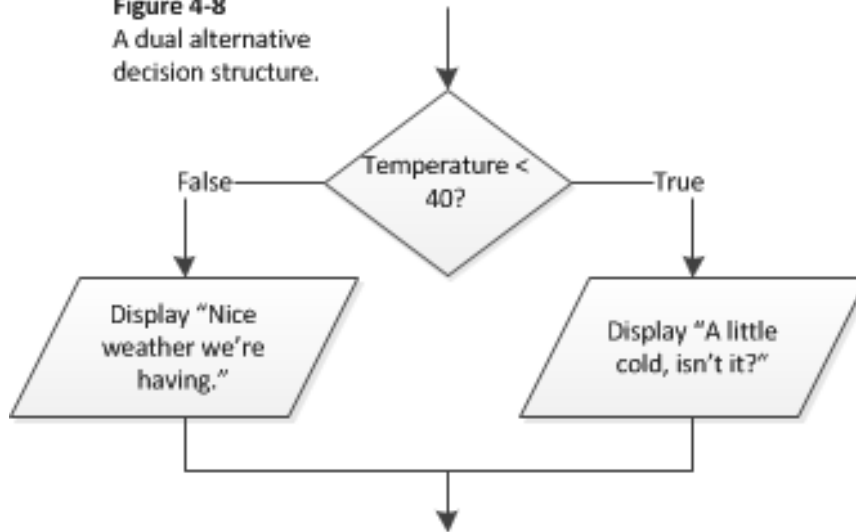 Figure 4-8
A dual alternative
decision structure.
Temperature <
40?
False
True
Display “Nice
weather we’re
having.”
Display “A little
cold, isn’t it?”